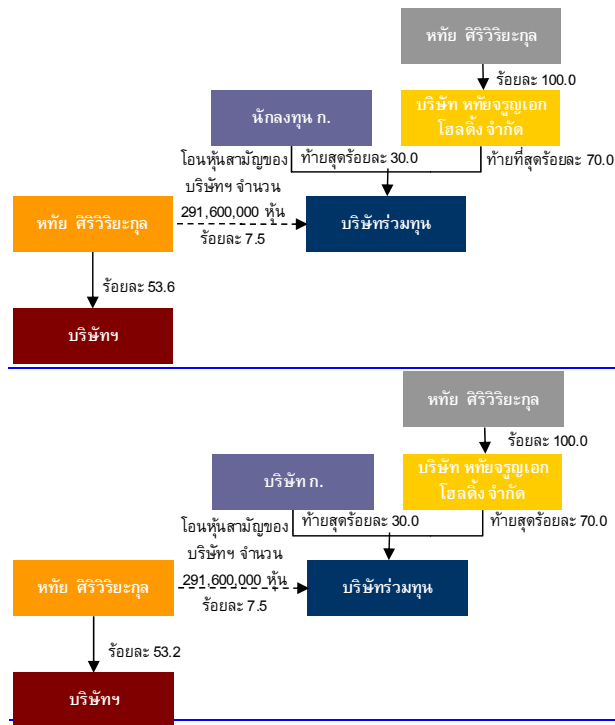 หทัย ศิริวิริยะกุล
ร้อยละ 100.0
นักลงทุน ก.
บริษัท หทัยจรูญเอก
โฮลดิ้ง จำกัด
โอนหุ้นสามัญของ
ท้ายสุดร้อยละ 30.0
ท้ายที่สุดร้อยละ 70.0
บริษัทฯ จำนวน
291,600,000 หุ้น
หทัย ศิริวิริยะกุล
ร้อยละ 7.5
บริษัทร่วมทุน
ร้อยละ 53.6
บริษัทฯ
หทัย ศิริวิริยะกุล
ร้อยละ 100.0
บริษัท ก.
บริษัท หทัยจรูญเอก
โฮลดิ้ง จำกัด
โอนหุ้นสามัญของ
ท้ายสุดร้อยละ 30.0
ท้ายสุดร้อยละ 70.0
บริษัทฯ จำนวน
291,600,000 หุ้น
หทัย ศิริวิริยะกุล
ร้อยละ 7.5
บริษัทร่วมทุน
ร้อยละ 53.2
บริษัทฯ